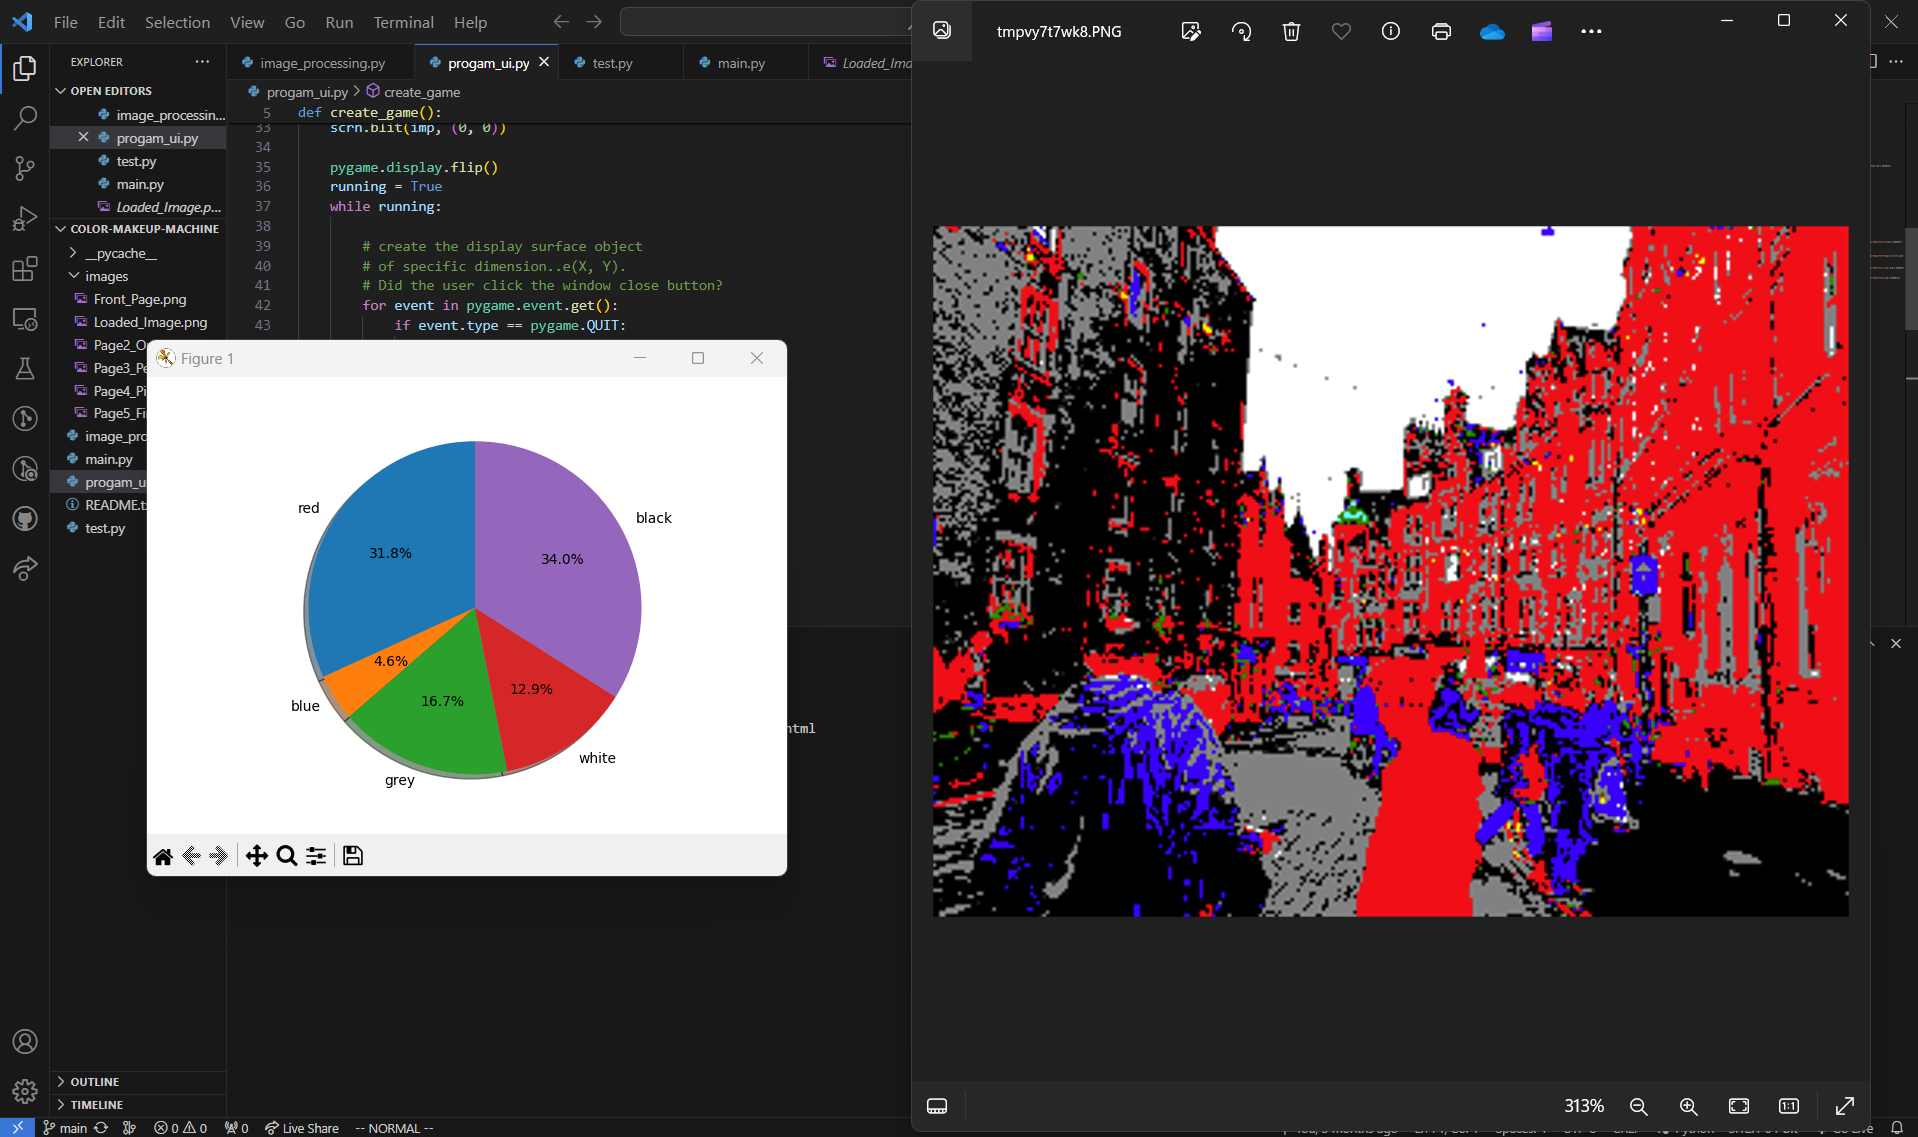 File Edit Selection View Go Run Terminal Help
EXPLORER
OPEN EDITORS
image_processin...
progam_ui.py
test.py
main.py
Loaded_Image.p...
COLOR-MAKEUP-MACHINE
__pycache__
images
Front_Page.png
Loaded_Image.png
Page2_O
Page3_Pe
Page4_Pi
Page5_Fi
image_pro
main.py
progam_u
README.t
test.py
OUTLINE
TIMELINE
image_processing.py progam_ui.py test.py main.py Loaded_Ima
progam_ui.py > create_game
5 def create_game():
33 scrn.blit(imp, (0, 0))
34
35 pygame.display.flip()
36 running = True
37 while running:
38
39 # create the display surface object
40 # of specific dimension..e(X, Y).
41 # Did the user click the window close button?
42 for event in pygame.event.get():
43 if event.type == pygame.QUIT:
Figure 1
red
31.8%
black
34.0%
blue
4.6%
grey
16.7%
white
12.9%
html
tmpvy7t7wk8.PNG
313%
1:1
main 0 0 0 Live Share -- NORMAL --